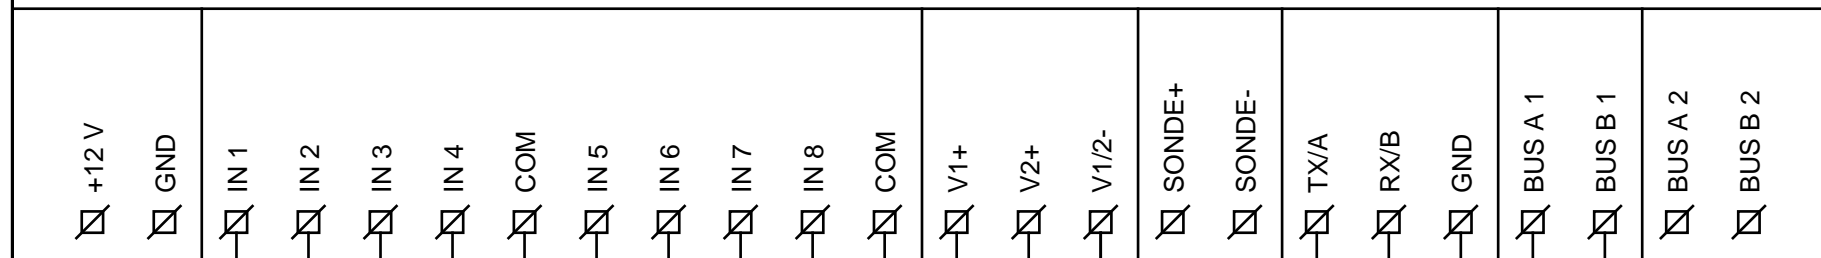 +12 V
GND
IN 1
IN 2
IN 3
IN 4
COM
IN 5
IN 6
IN 7
IN 8
COM
V1+
V2+
V1/2-
SONDE+
SONDE-
TX/A
RX/B
GND
BUS A 1
BUS B 1
BUS A 2
BUS B 2